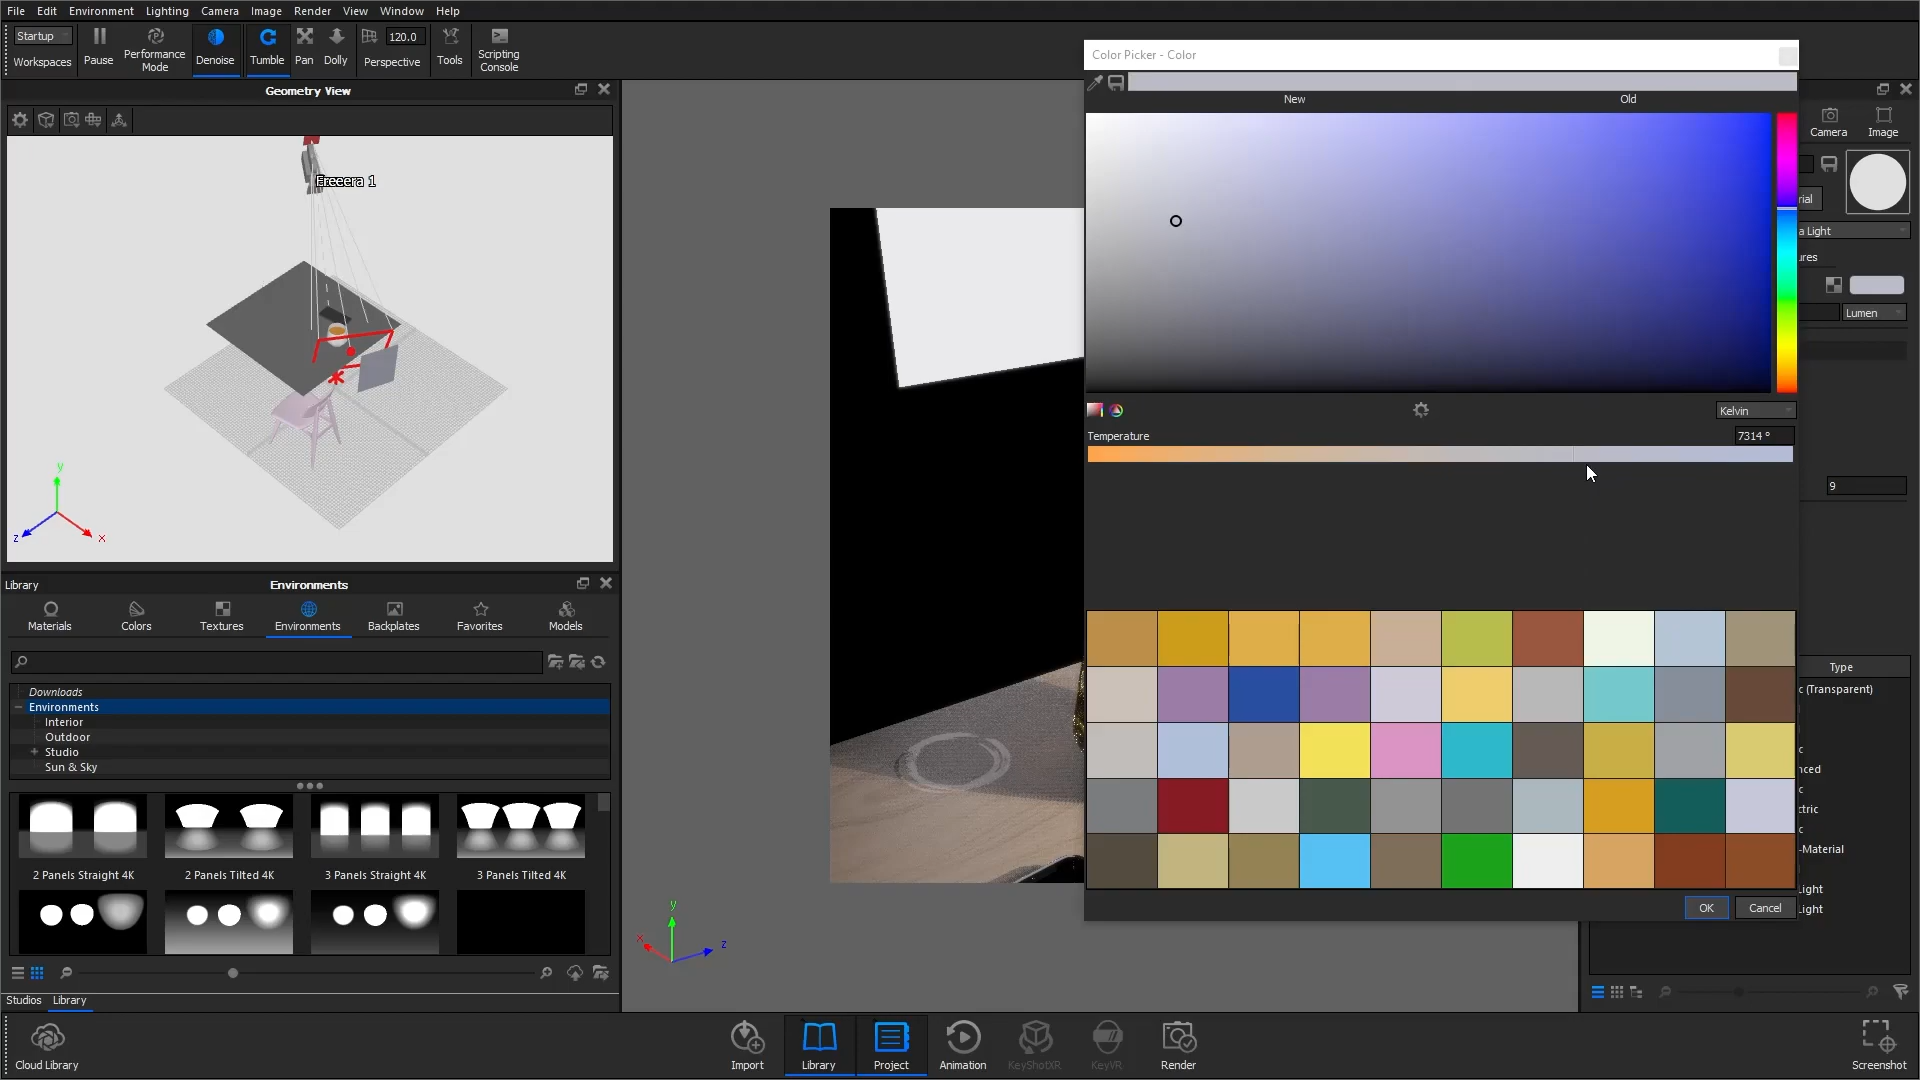 File Edit Environment Lighting Camera Image Render View Window Help
Startup
Workspaces
Pause
Performance
Mode
Denoise
Tumble
Pan
Dolly
120.0
Perspective
Tools
Scripting
Console
Geometry View
y
z
x
Library
Environments
Materials
Colors
Textures
Environments
Backplates
Favorites
Models
Downloads
Environments
Interior
Outdoor
Studio
Sun & Sky
2 Panels Straight 4K
2 Panels Tilted 4K
3 Panels Straight 4K
3 Panels Tilted 4K
Studios
Library
Cloud Library
y
x
z
Import
Library
Project
Animation
KeyShotXR
KeyVR
Render
Screenshot
Color Picker - Color
New
Old
Kelvin
Temperature
7314 °
OK
Cancel
Camera
Image
rial
a Light
ures
Lumen
9
Type
c (Transparent)
c
nced
c
ctric
c
-Material
Light
Light